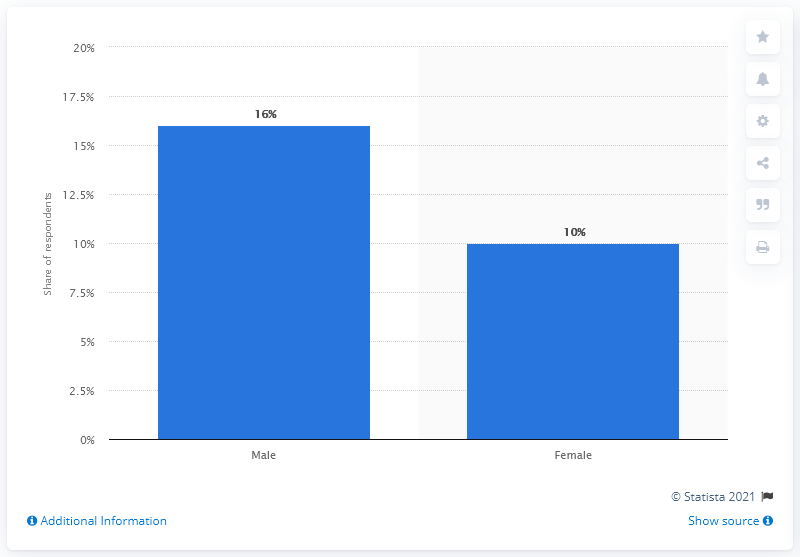 20%
17.5%
15%
12.5%
10%
7.5%
5%
2.5%
0%
Share of respondents
16%
10%
Male
Female
© Statista 2021
Additional Information
Show source